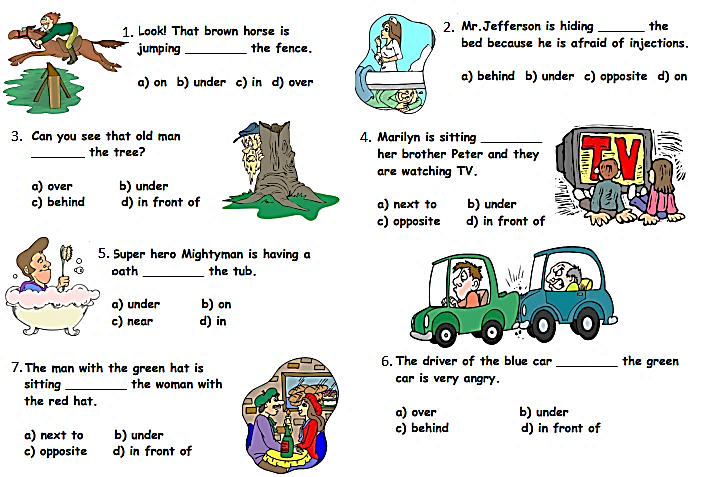 1. Look! That brown horse is
jumping _________ the fence.
a) on b) under c) in d) over
2. Mr.Jefferson is hiding _______ the
bed because he is afraid of injections.
a) behind b) under c) opposite d) on
3. Can you see that old man
________ the tree?
a) over b) under
c) behind d) in front of
4. Marilyn is sitting _________
her brother Peter and they
are watching TV.
a) next to b) under
c) opposite d) in front of
TV
5. Super hero Mightyman is having a
oath _________ the tub.
a) under b) on
c) near d) in
6. The driver of the blue car _________ the green
car is very angry.
a) over b) under
c) behind d) in front of
7. The man with the green hat is
sitting _________ the woman with
the red hat.
a) next to b) under
c) opposite d) in front of